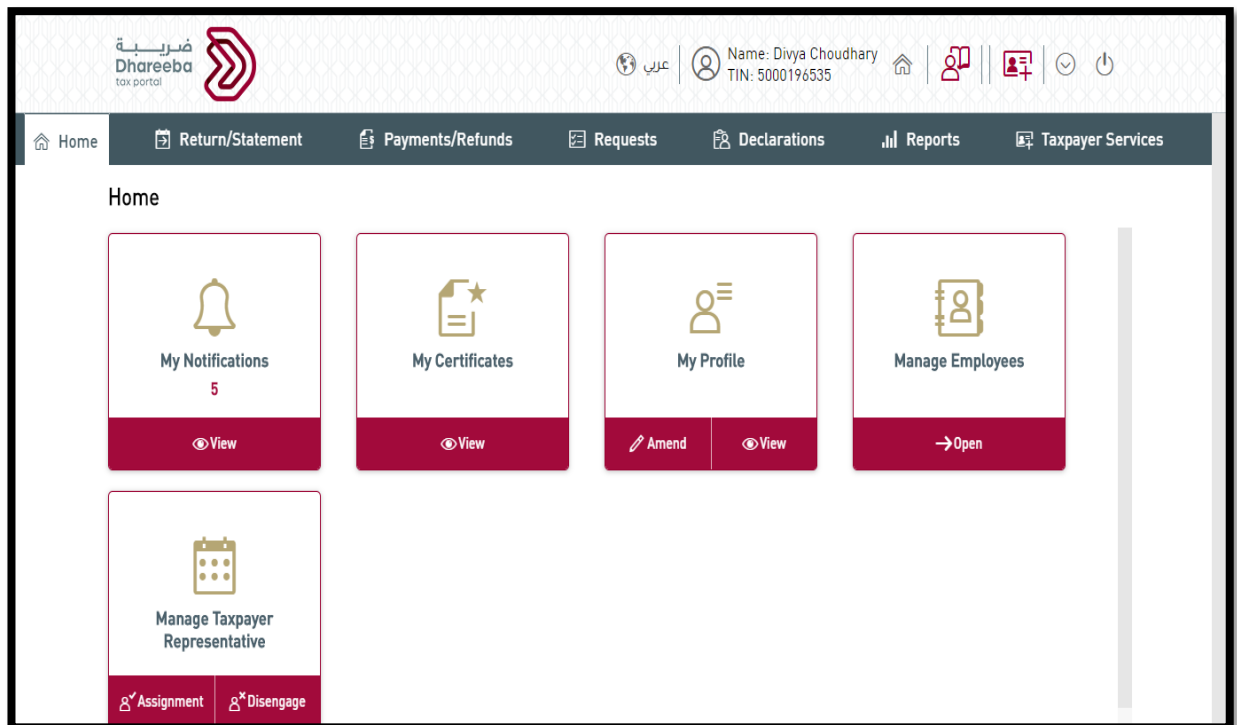 ضريـــــبـة
Dhareeba
tax portal
عربي
Name: Divya Choudhary
TIN: 5000196535
Home
Return/Statement
Payments/Refunds
Requests
Declarations
Reports
Taxpayer Services
Home
My Notifications
5
View
My Certificates
View
My Profile
Amend
View
Manage Employees
Open
Manage Taxpayer
Representative
Assignment
Disengage